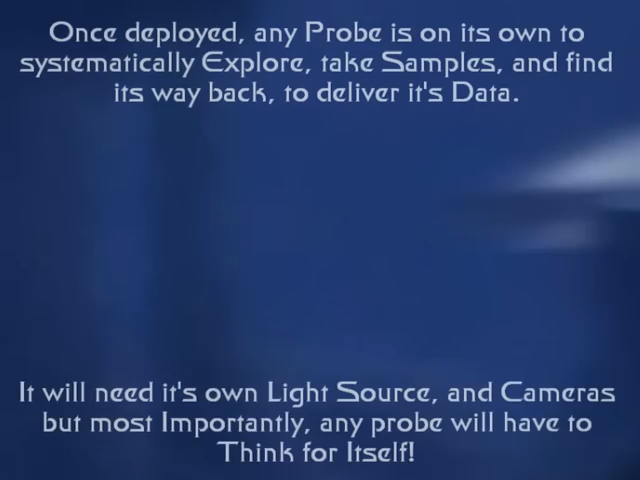 Once deployed, any Probe is on its own to
systematically Explore, take Samples, and find
its way back, to deliver it's Data.
It will need it's own Light Source, and Cameras
but most Importantly, any probe will have to
Think for Itself!